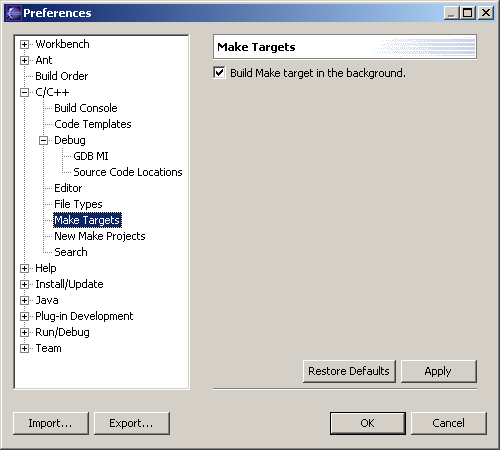 Preferences
Workbench
Ant
Build Order
C/C++
Build Console
Code Templates
Debug
GDB MI
Source Code Locations
Editor
File Types
Make Targets
New Make Projects
Search
Help
Install/Update
Java
Plug-in Development
Run/Debug
Team
Make Targets
Build Make target in the background.
Restore Defaults
Apply
Import...
Export...
OK
Cancel